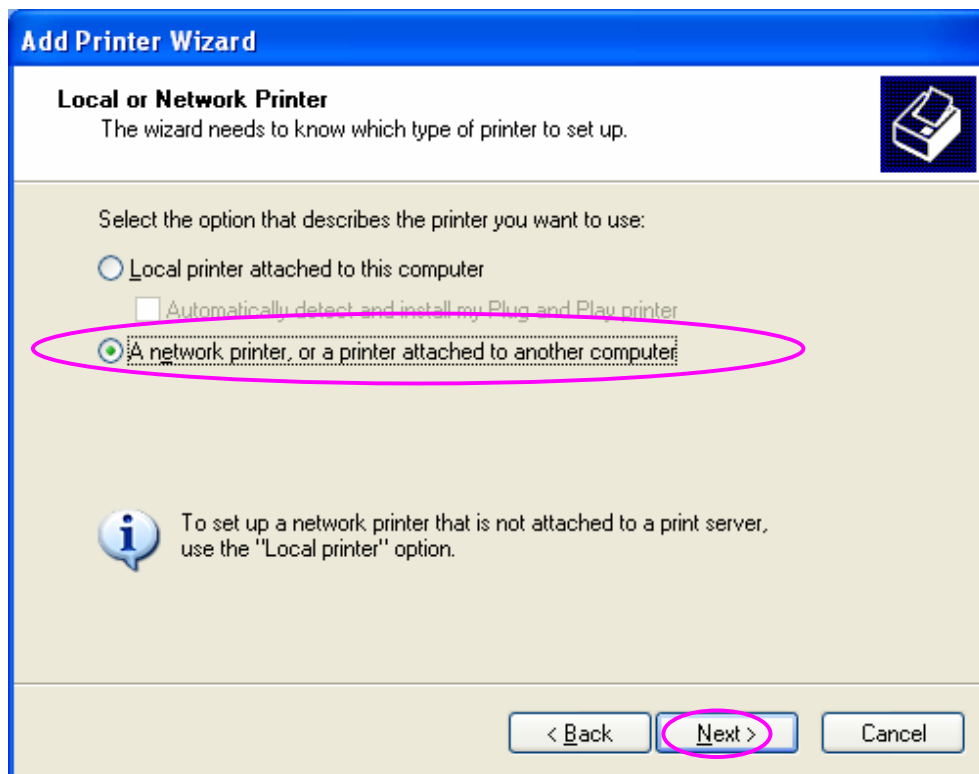 Add Printer Wizard
Local or Network Printer
The wizard needs to know which type of printer to set up.
Select the option that describes the printer you want to use:
Local printer attached to this computer
Automatically detect and install my Plug and Play printer
A network printer, or a printer attached to another computer
To set up a network printer that is not attached to a print server,
use the "Local printer" option.
< Back Next > Cancel